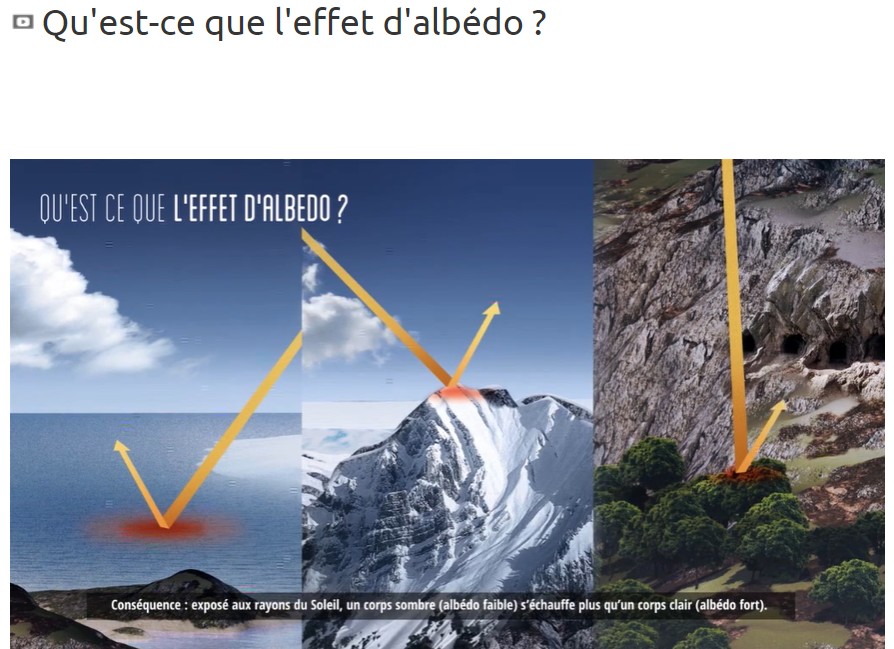 Qu'est-ce que l'effet d'albédo ?
QU'EST CE QUE L'EFFET D'ALBEDO ?
Conséquence : exposé aux rayons du Soleil, un corps sombre (albédo faible) s'échauffe plus qu'un corps clair (albédo fort).